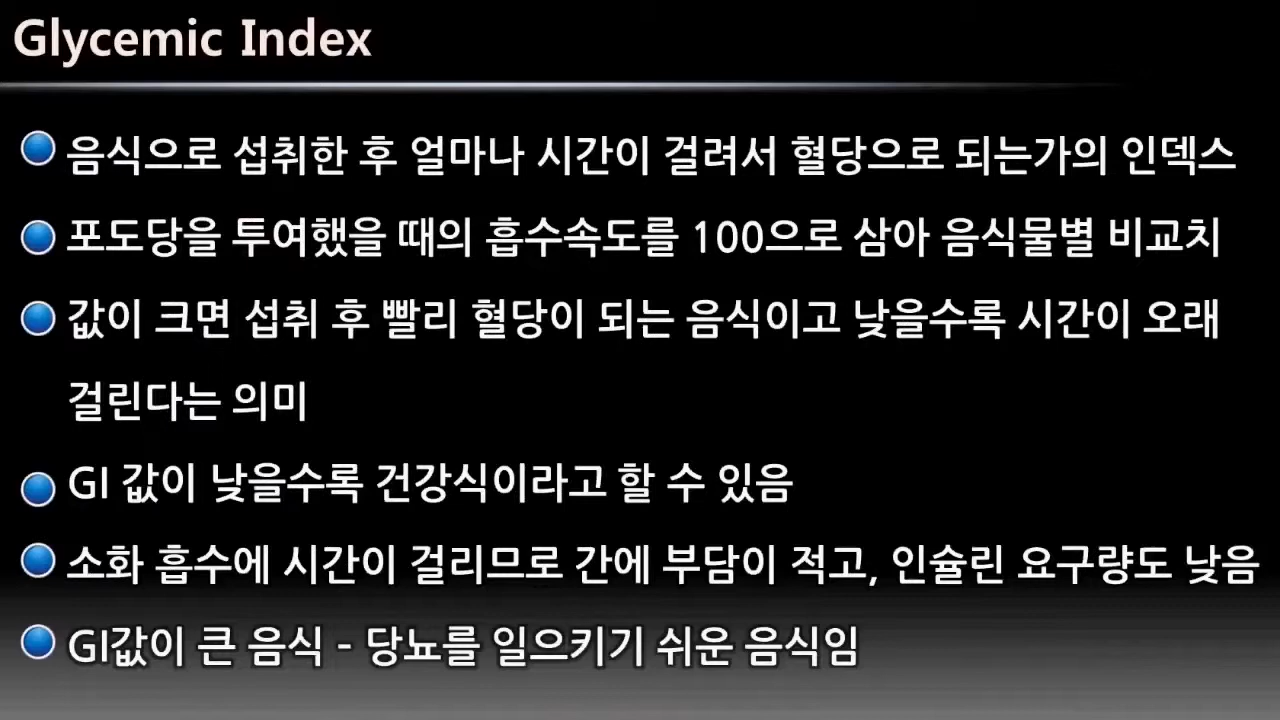 Glycemic Index
음식으로 섭취한 후 얼마나 시간이 걸려서 혈당으로 되는가의 인덱스
포도당을 투여했을 때의 흡수속도를 100으로 삼아 음식물별 비교치
값이 크면 섭취 후 빨리 혈당이 되는 음식이고 낮을수록 시간이 오래
걸린다는 의미
GI 값이 낮을수록 건강식이라고 할 수 있음
소화 흡수에 시간이 걸리므로 간에 부담이 적고, 인슐린 요구량도 낮음
GI값이 큰 음식 - 당뇨를 일으키기 쉬운 음식임